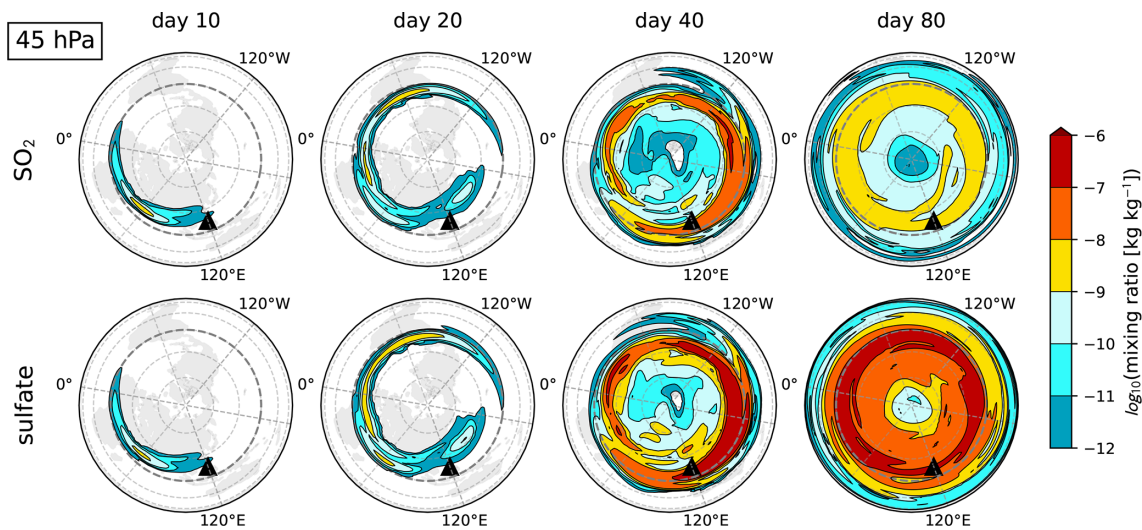 day 10 day 20 day 40 day 80
45 hPa
120°W 120°W 120°W 120°W
SO₂
0° 0° 0° 0°
120°E 120°E 120°E 120°E
120°W 120°W 120°W 120°W
sulfate
0° 0° 0° 0°
120°E 120°E 120°E 120°E
−6
−7
−8
−9
−10
−11
−12
log₁₀(mixing ratio [kg kg⁻¹])